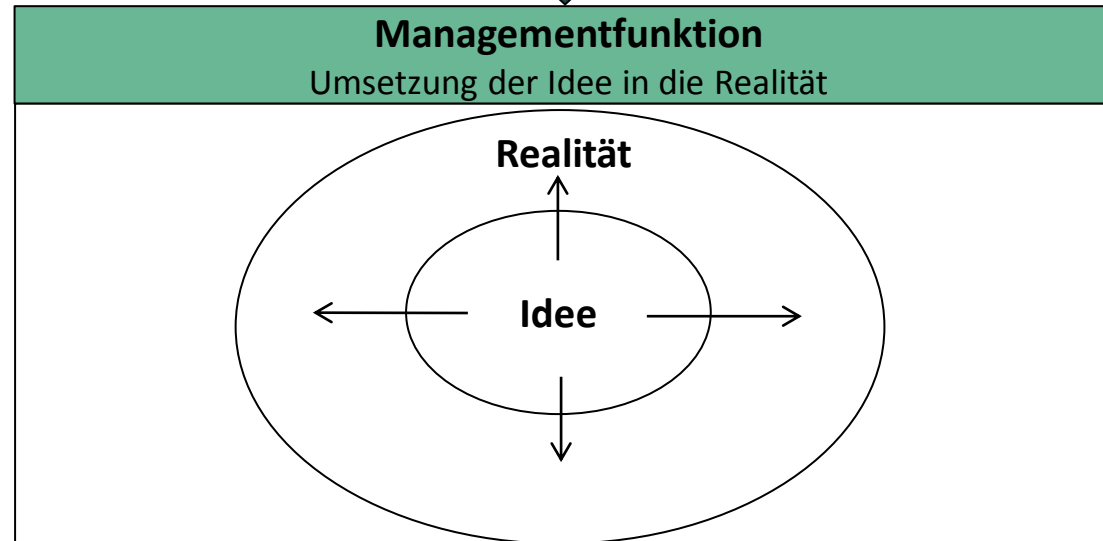 Managementfunktion
Umsetzung der Idee in die Realität
Realität
Idee